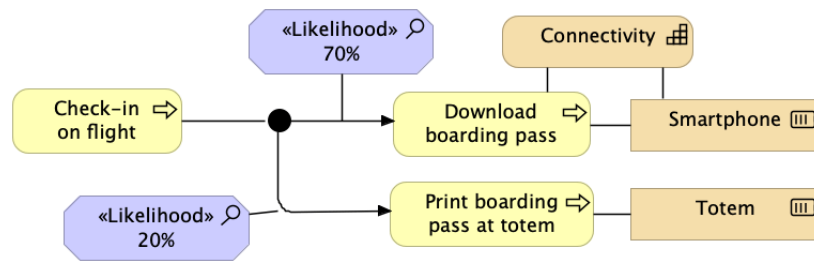 «Likelihood»
70%
Connectivity
Check-in
on flight
Download
boarding pass
Smartphone
«Likelihood»
20%
Print boarding
pass at totem
Totem